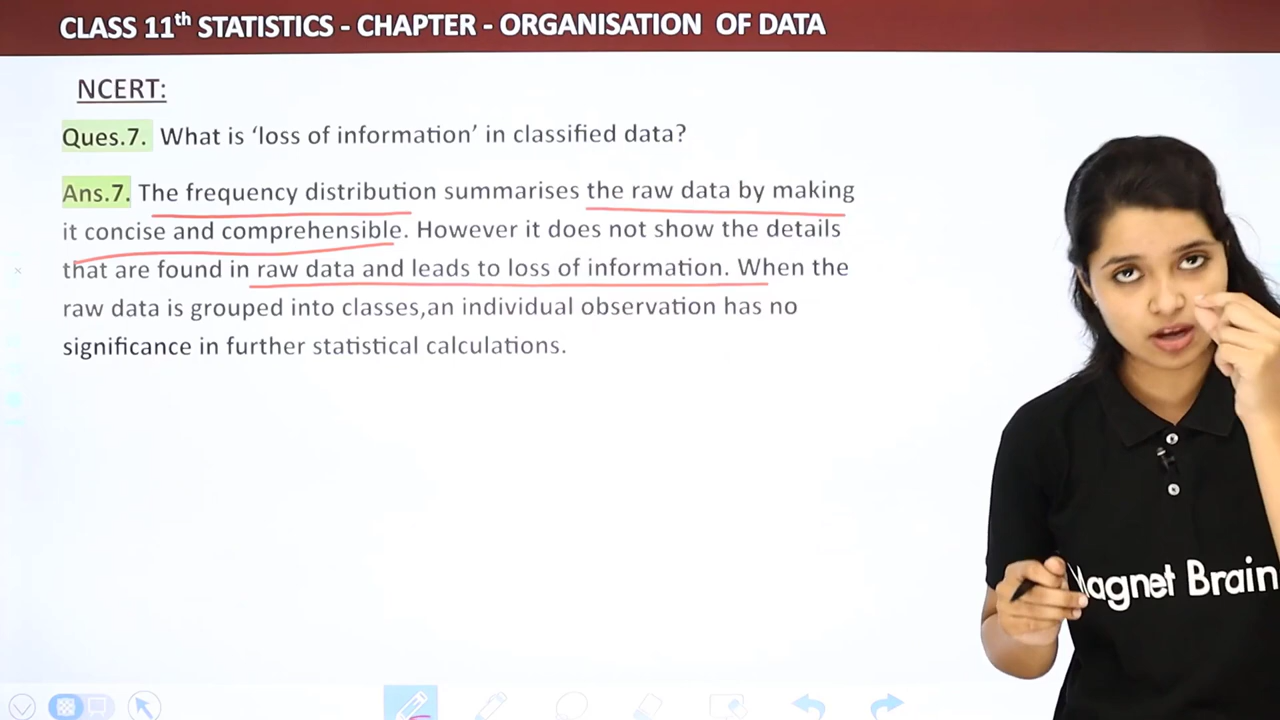 CLASS 11th STATISTICS - CHAPTER - ORGANISATION OF DATA
NCERT:
Ques.7. What is ‘loss of information’ in classified data?
Ans.7. The frequency distribution summarises the raw data by making
it concise and comprehensible. However it does not show the details
that are found in raw data and leads to loss of information. When the
raw data is grouped into classes,an individual observation has no
significance in further statistical calculations.
Magnet Brain